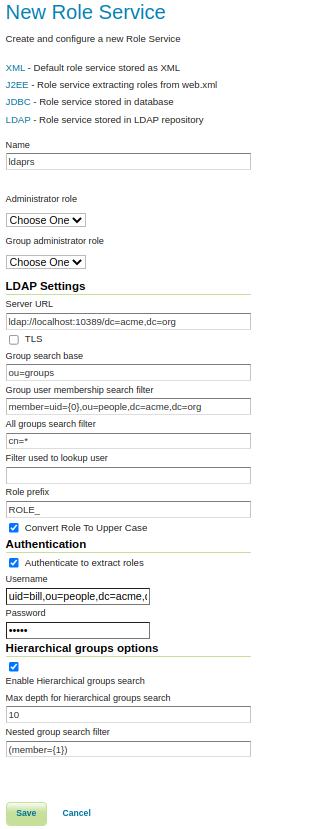 New Role Service
Create and configure a new Role Service
XML - Default role service stored as XML
J2EE - Role service extracting roles from web.xml
JDBC - Role service stored in database
LDAP - Role service stored in LDAP repository
Name
ldaprs
Administrator role
Choose One
Group administrator role
Choose One
LDAP Settings
Server URL
ldap://localhost:10389/dc=acme,dc=org
TLS
Group search base
ou=groups
Group user membership search filter
member=uid={0},ou=people,dc=acme,dc=org
All groups search filter
cn=*
Filter used to lookup user
Role prefix
ROLE_
Convert Role To Upper Case
Authentication
Authenticate to extract roles
Username
uid=bill,ou=people,dc=acme,
Password
•••••
Hierarchical groups options
Enable Hierarchical groups search
Max depth for hierarchical groups search
10
Nested group search filter
(member={1})
Save Cancel